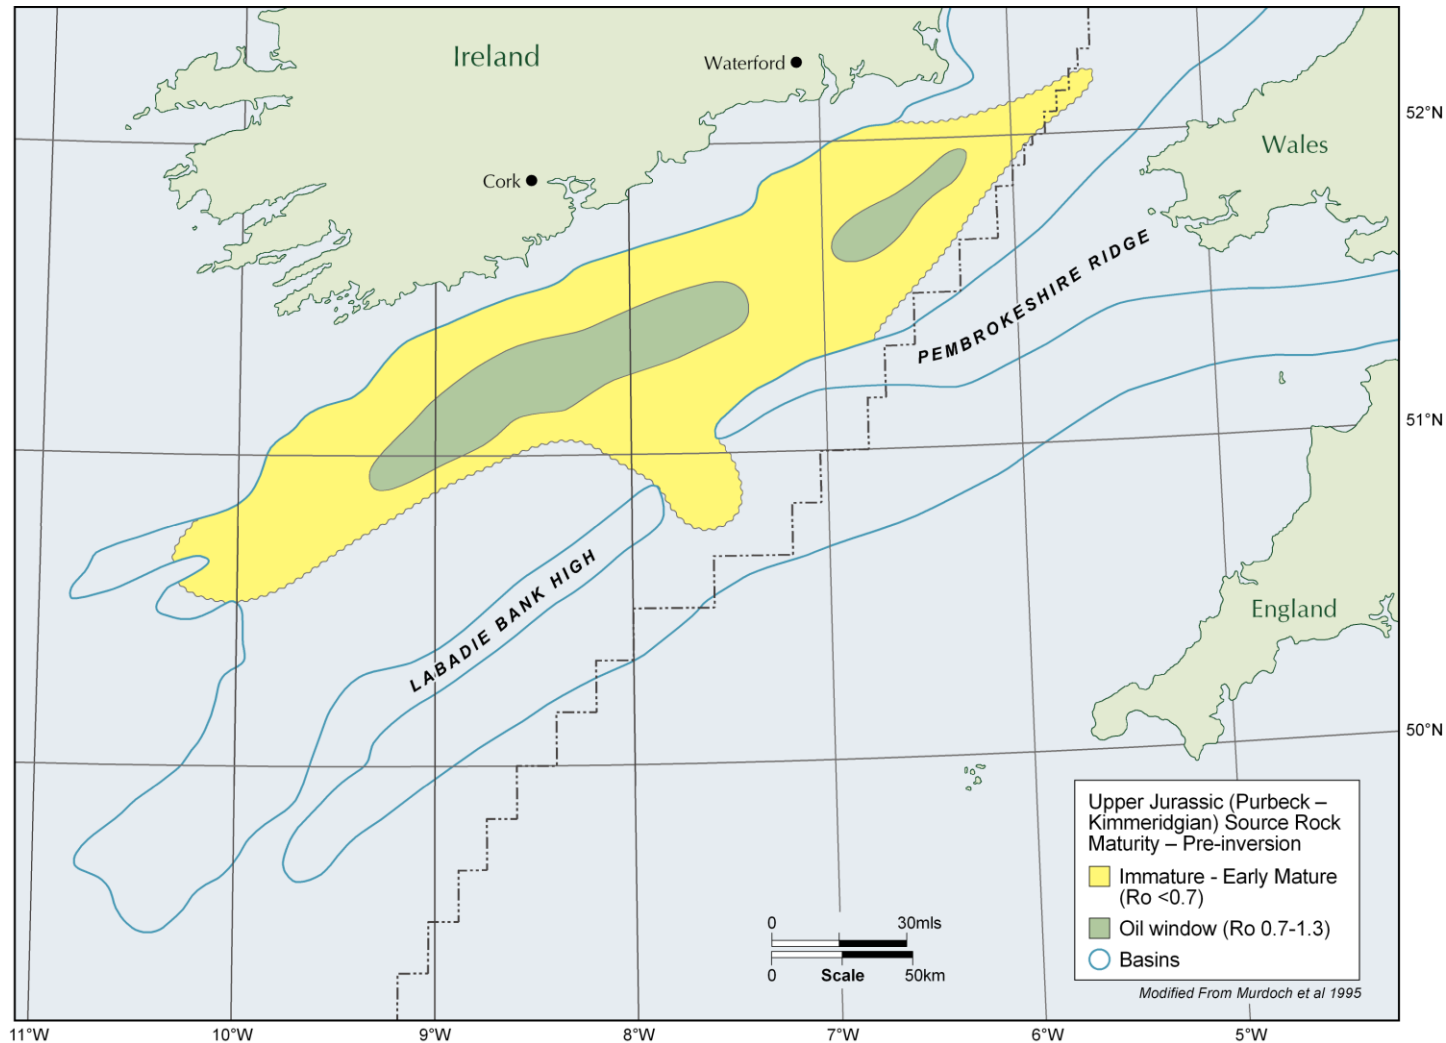 Ireland
Waterford
52°N
Wales
Cork
PEMBROKESHIRE RIDGE
51°N
LABADIE BANK HIGH
England
50°N
Upper Jurassic (Purbeck –
Kimmeridgian) Source Rock
Maturity – Pre-inversion
Immature - Early Mature
(Ro <0.7)
Oil window (Ro 0.7-1.3)
Basins
0 30mls
0 Scale 50km
Modified From Murdoch et al 1995
11°W 10°W 9°W 8°W 7°W 6°W 5°W